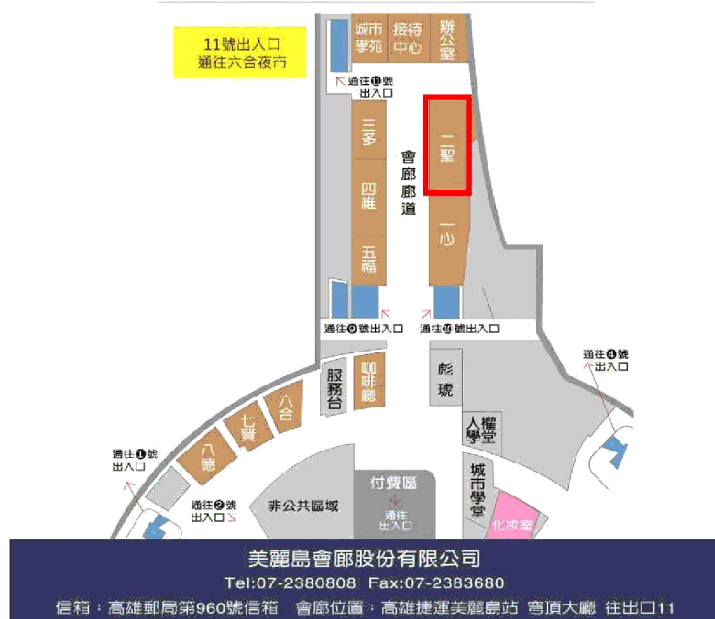 11號出入口
通往六合夜市
城市
學苑
接待
中心
辦公室
通往⓫號
出入口
三多
二聖
會廊廊道
四維
一心
五福
通往❾號出入口
通往❿號出入口
服務台
咖啡廳
彪琥
通往❹號
出入口
六合
七賢
八德
人權
學堂
通往❶號
出入口
通往❷號
出入口
非公共區域
付費區
通往
出入口
城市學堂
化妝室
美麗島會廊股份有限公司
Tel:07-2380808 Fax:07-2383680
信箱：高雄郵局第960號信箱 會廊位置：高雄捷運美麗島站 穹頂大廳 往出口11